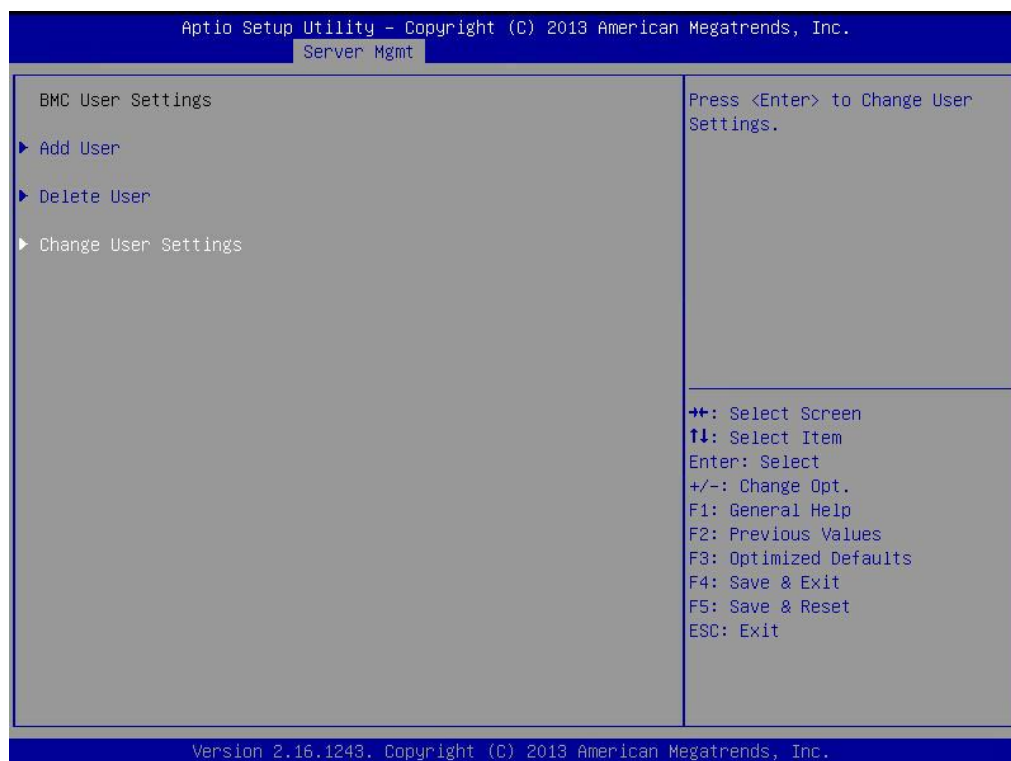 Aptio Setup Utility – Copyright (C) 2013 American Megatrends, Inc.
Server Mgmt
BMC User Settings
Add User
Delete User
Change User Settings
Press <Enter> to Change User
Settings.
→←: Select Screen
↑↓: Select Item
Enter: Select
+/-: Change Opt.
F1: General Help
F2: Previous Values
F3: Optimized Defaults
F4: Save & Exit
F5: Save & Reset
ESC: Exit
Version 2.16.1243. Copyright (C) 2013 American Megatrends, Inc.